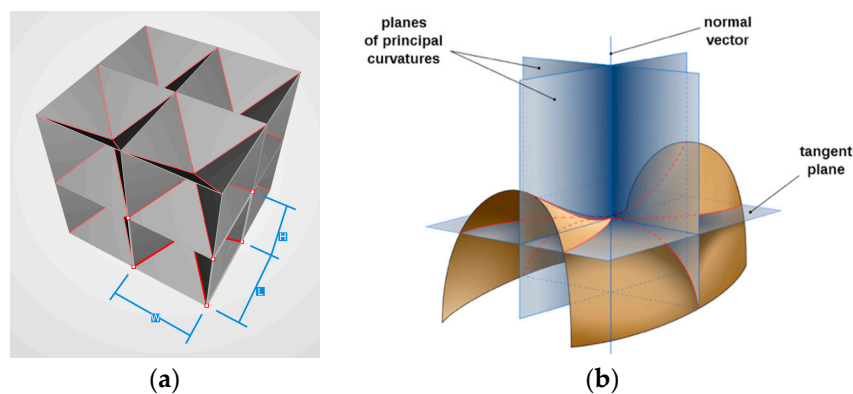 planes
of principal
curvatures
normal
vector
tangent
plane
H
L
W
(a)
(b)